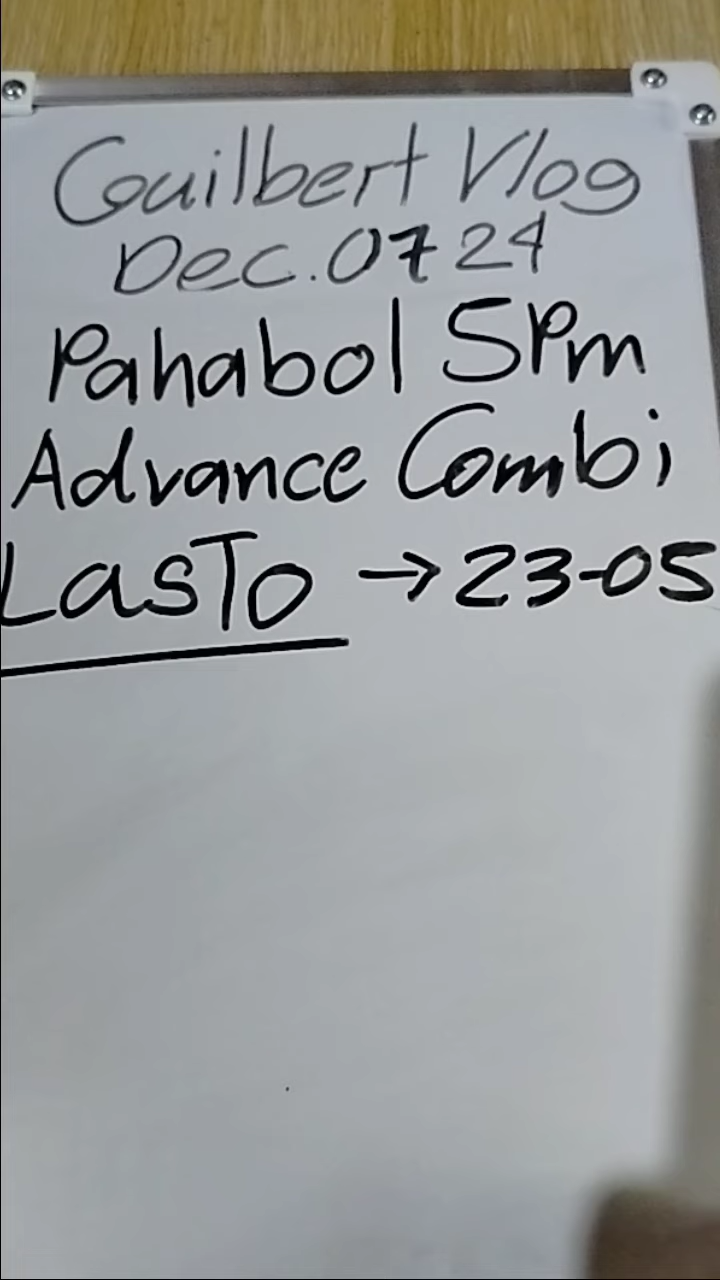 Guilbert Vlog
Dec. 07 24
Pahabol 5Pm
Advance Combi
LasTo → 23-05